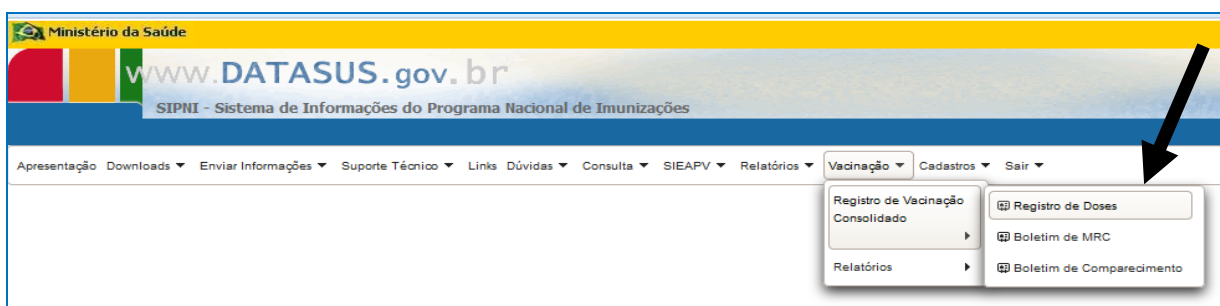 Ministério da Saúde
www.DATASUS.gov.br
SIPNI - Sistema de Informações do Programa Nacional de Imunizações
Apresentação Downloads Enviar Informações Suporte Técnico Links Dúvidas Consulta SIEAPV Relatórios Vacinação Cadastros Sair
Registro de Vacinação
Consolidado
Relatórios
Registro de Doses
Boletim de MRC
Boletim de Comparecimento